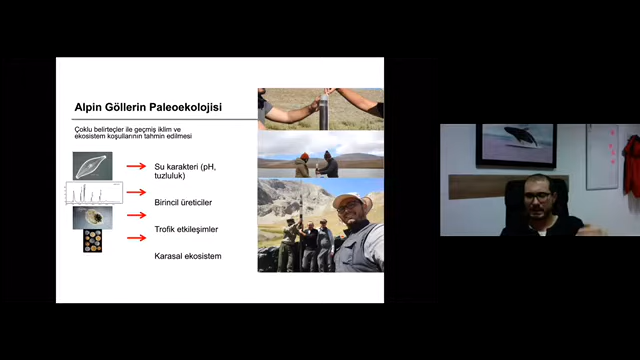 Alpin Göllerin Paleoekolojisi
Çoklu belirteçler ile geçmiş iklim ve
ekosistem koşullarının tahmin edilmesi
Su karakteri (pH,
tuzluluk)
Birincil üreticiler
Trofik etkileşimler
Karasal ekosistem